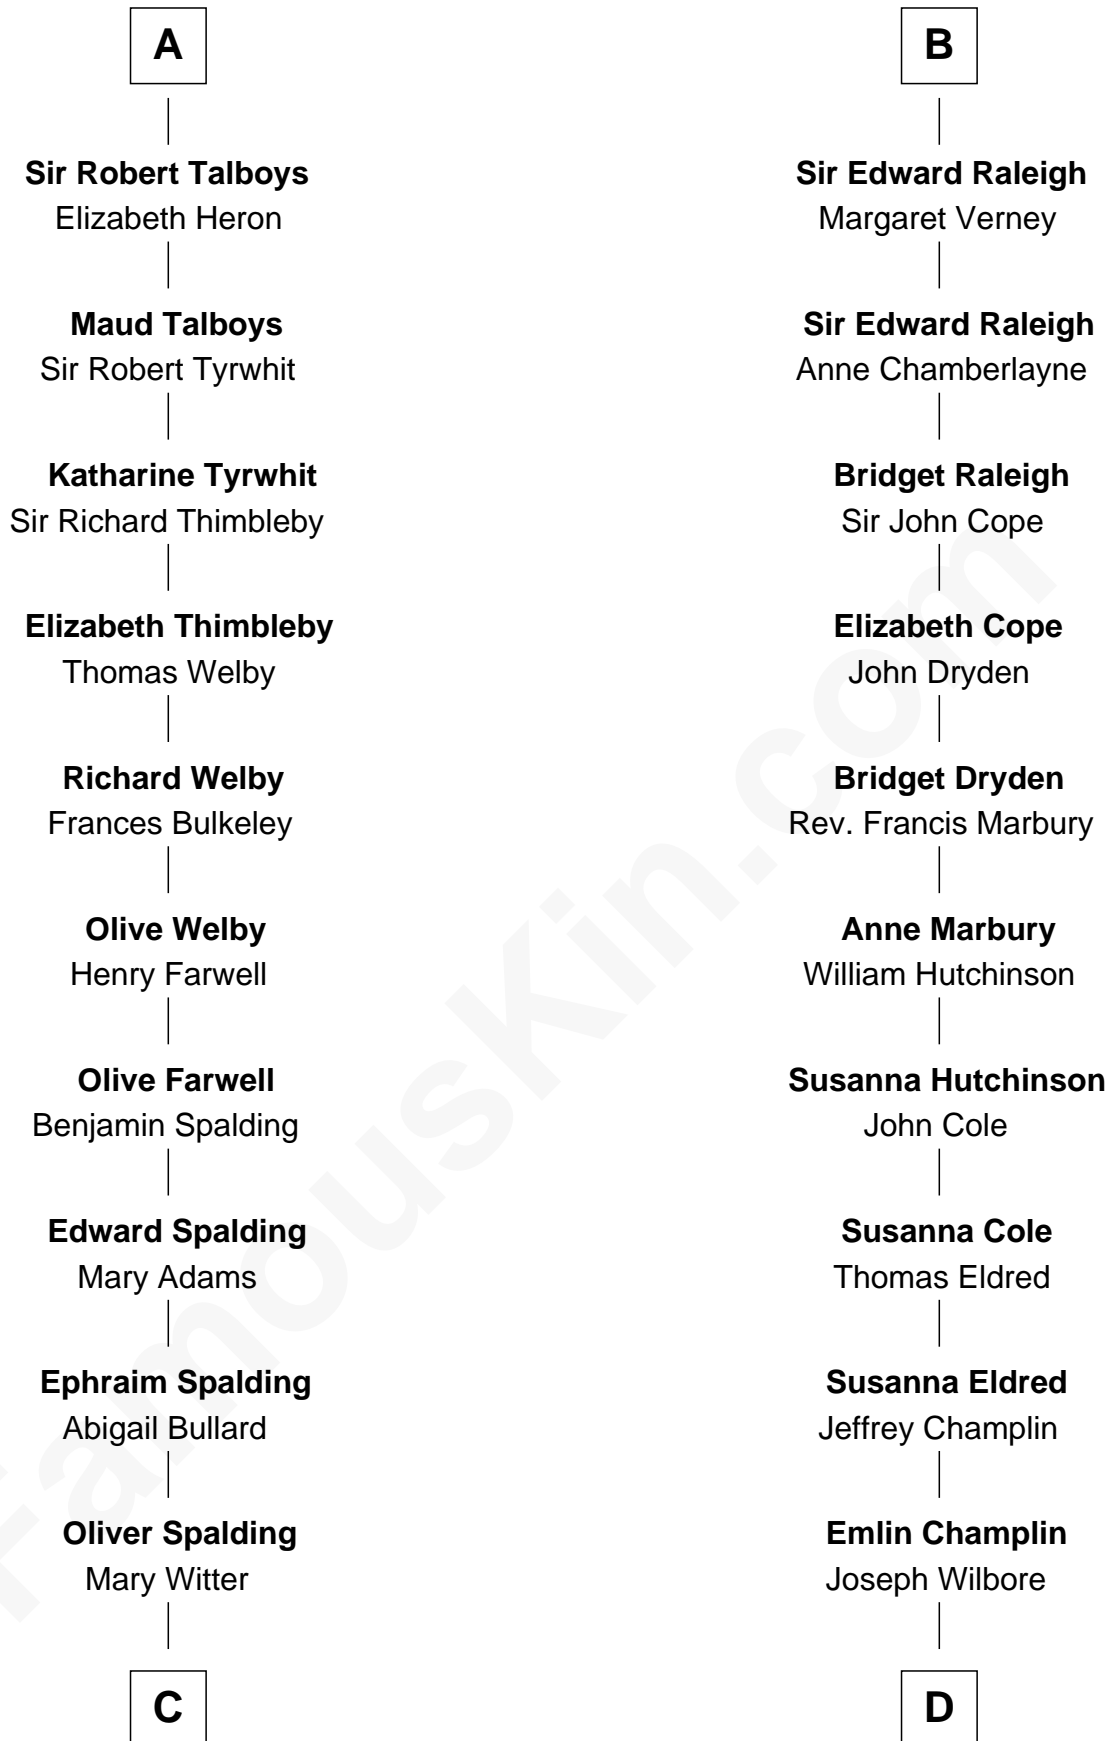 A
Sir Robert Talboys
Elizabeth Heron
Maud Talboys
Sir Robert Tyrwhit
Katharine Tyrwhit
Sir Richard Thimbleby
Elizabeth Thimbleby
Thomas Welby
Richard Welby
Frances Bulkeley
Olive Welby
Henry Farwell
Olive Farwell
Benjamin Spalding
Edward Spalding
Mary Adams
Ephraim Spalding
Abigail Bullard
Oliver Spalding
Mary Witter
C
B
Sir Edward Raleigh
Margaret Verney
Sir Edward Raleigh
Anne Chamberlayne
Bridget Raleigh
Sir John Cope
Elizabeth Cope
John Dryden
Bridget Dryden
Rev. Francis Marbury
Anne Marbury
William Hutchinson
Susanna Hutchinson
John Cole
Susanna Cole
Thomas Eldred
Susanna Eldred
Jeffrey Champlin
Emlin Champlin
Joseph Wilbore
D
FamousKin.com